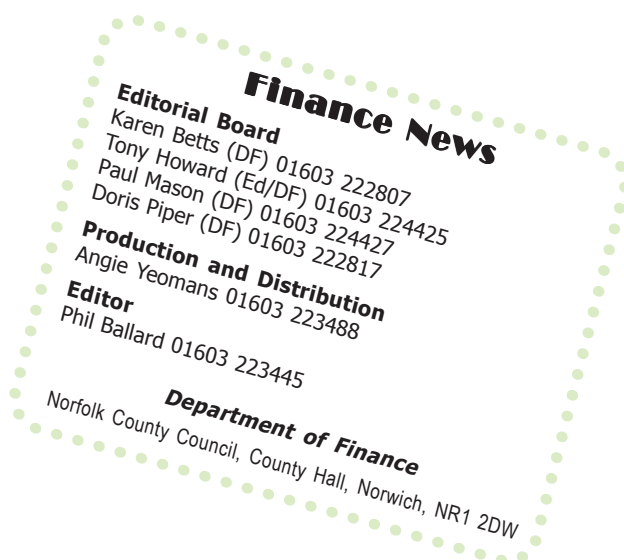 Finance News
Editorial Board
Karen Betts (DF) 01603 222807
Tony Howard (Ed/DF) 01603 224425
Paul Mason (DF) 01603 224427
Doris Piper (DF) 01603 222817
Production and Distribution
Angie Yeomans 01603 223488
Editor
Phil Ballard 01603 223445
Department of Finance
Norfolk County Council, County Hall, Norwich, NR1 2DW